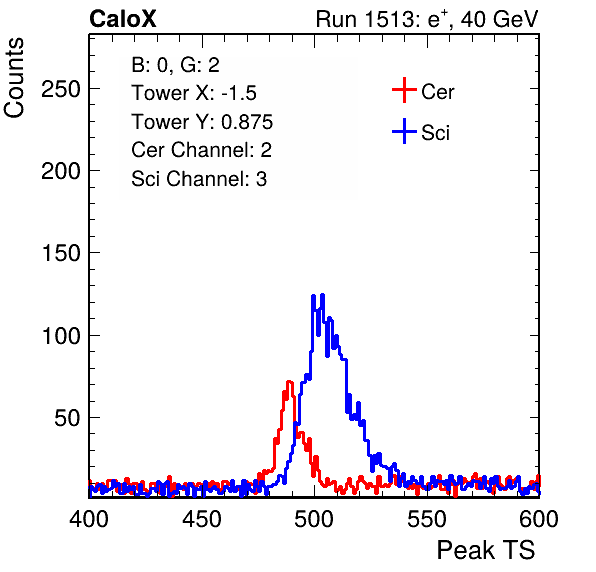 CaloX Run 1513: e⁺, 40 GeV
Counts
B: 0, G: 2
Tower X: -1.5
Tower Y: 0.875
Cer Channel: 2
Sci Channel: 3
Cer
Sci
250
200
150
100
50
400 450 500 550 600
Peak TS